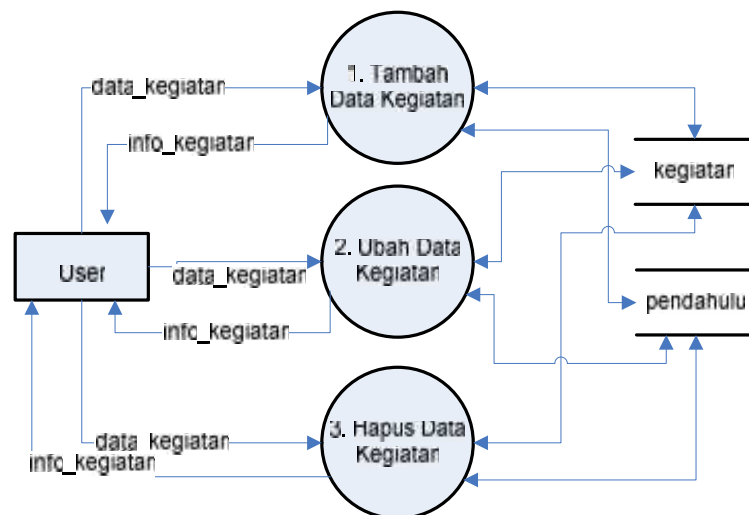 1. Tambah
Data Kegiatan
data_kegiatan
info_kegiatan
kegiatan
User
2. Ubah Data
Kegiatan
data_kegiatan
info_kegiatan
pendahulu
3. Hapus Data
Kegiatan
data_kegiatan
info_kegiatan